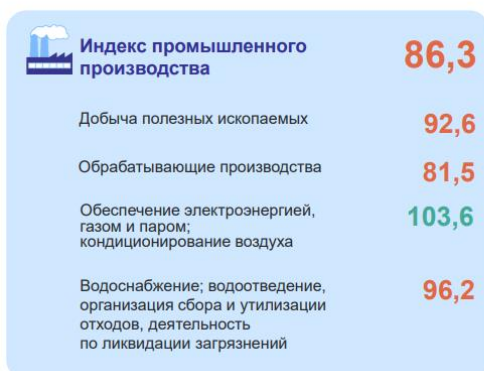 Индекс промышленного
производства
86,3
Добыча полезных ископаемых
92,6
Обрабатывающие производства
81,5
Обеспечение электроэнергией,
газом и паром;
кондиционирование воздуха
103,6
Водоснабжение; водоотведение,
организация сбора и утилизации
отходов, деятельность
по ликвидации загрязнений
96,2